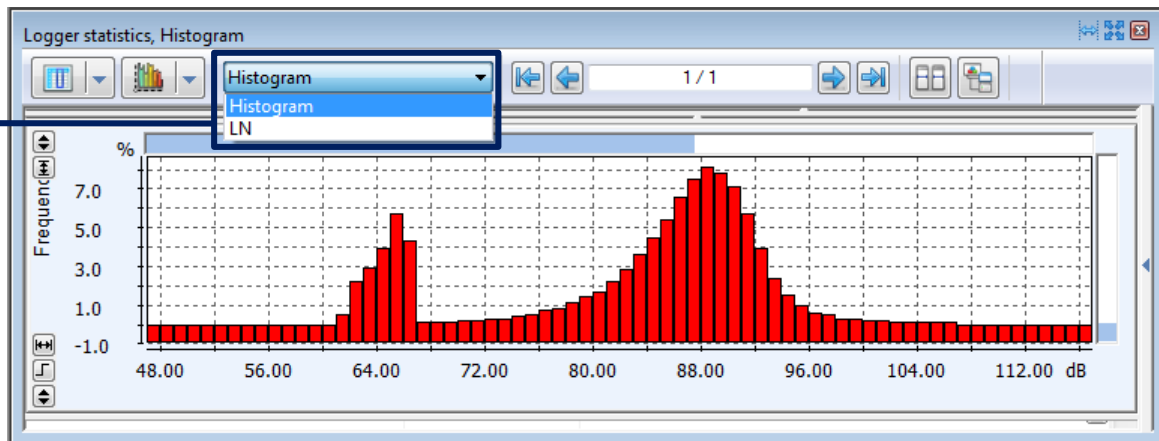 Logger statistics, Histogram
Histogram
1 / 1
Histogram
LN
%
Frequenc
7.0
5.0
3.0
1.0
-1.0
48.00 56.00 64.00 72.00 80.00 88.00 96.00 104.00 112.00 dB